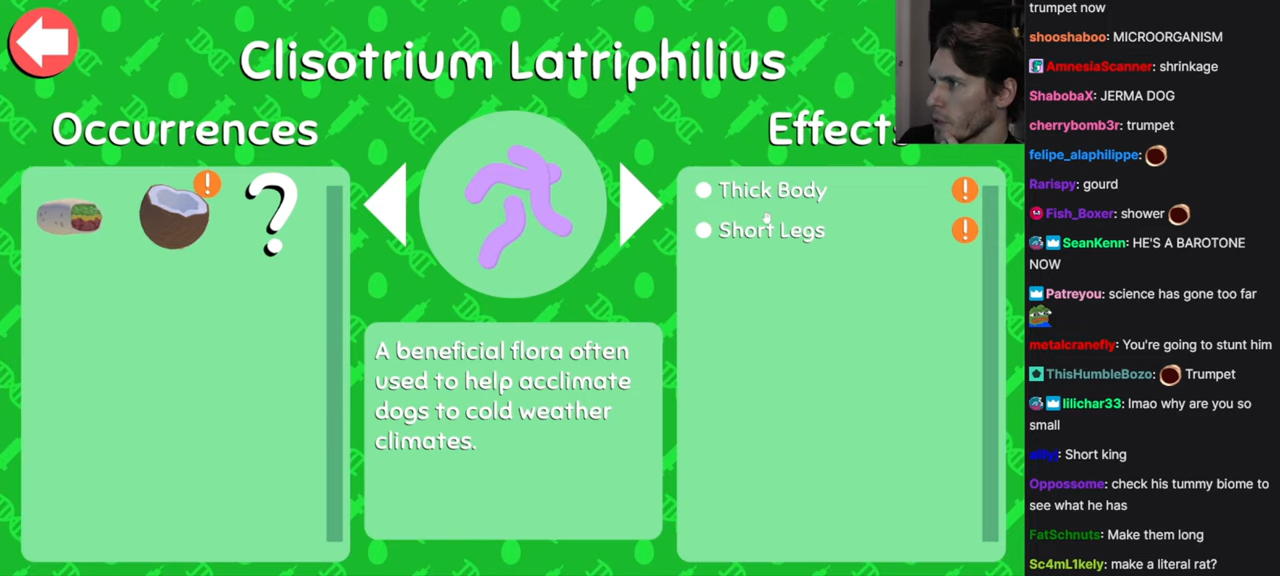 Clisotrium Latriphilius
Occurrences
!
?
A beneficial flora often
used to help acclimate
dogs to cold weather
climates.
Effects
Thick Body !
Short Legs !
trumpet now
shooshaboo: MICROORGANISM
AmnesiaScanner: shrinkage
ShabobaX: JERMA DOG
cherrybomb3r: trumpet
felipe_alaphilippe:
Rarispy: gourd
Fish_Boxer: shower
SeanKenn: HE'S A BAROTONE
NOW
Patreyou: science has gone too far
metalcranefly: You're going to stunt him
ThisHumbleBozo: Trumpet
lilichar33: lmao why are you so
small
Short king
Oppossome: check his tummy biome to
see what he has
FatSchnuts: Make them long
Sc4mL1kely: make a literal rat?